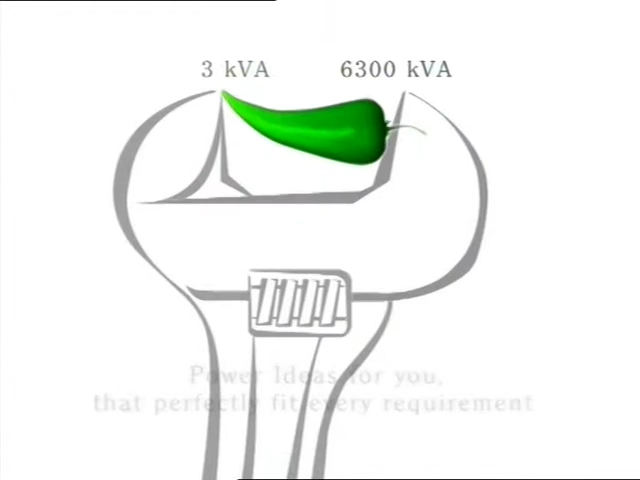 3 kVA 6300 kVA
Power Ideas for you,
that perfectly fit every requirement